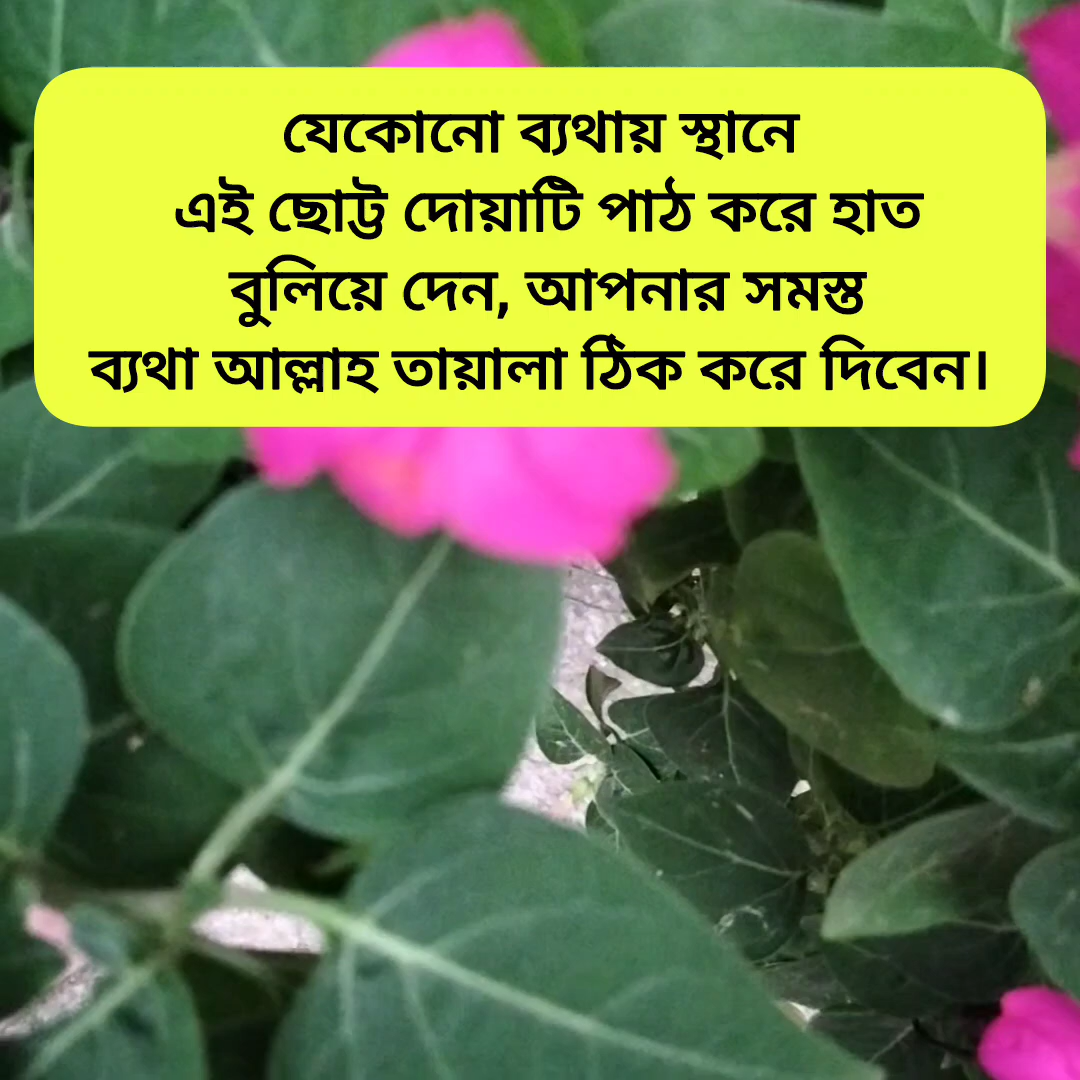 যেকোনো ব্যথায় স্থানে
এই ছোট্ট দোয়াটি পাঠ করে হাত
বুলিয়ে দেন, আপনার সমস্ত
ব্যথা আল্লাহ তায়ালা ঠিক করে দিবেন।